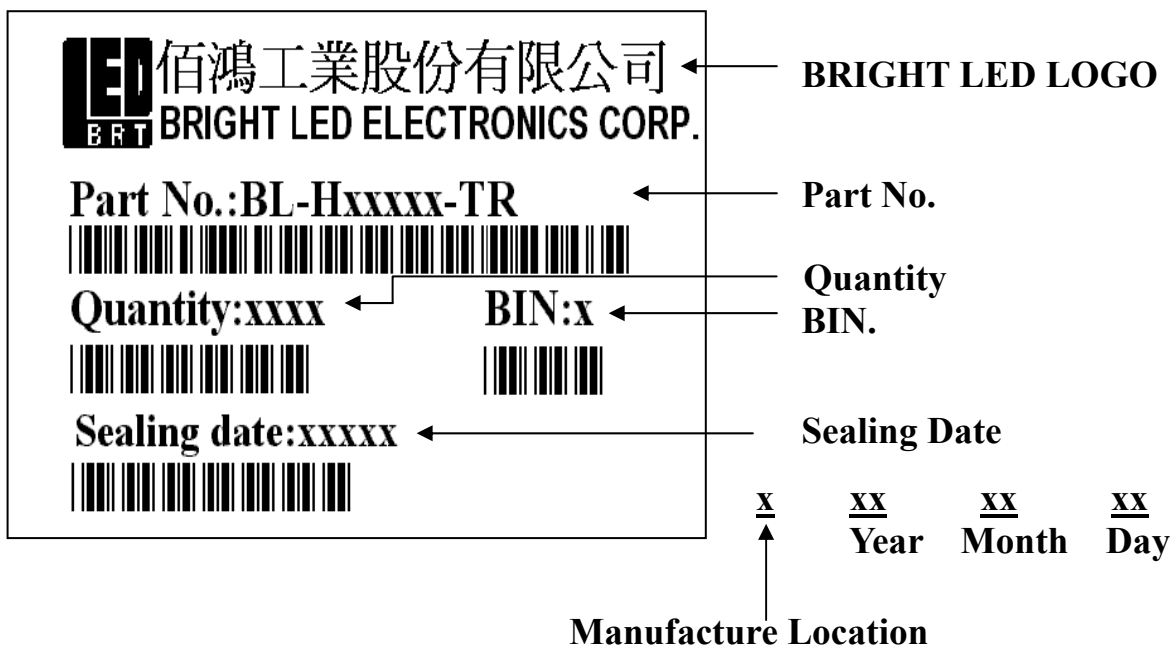 LED 佰鴻工業股份有限公司
BRT BRIGHT LED ELECTRONICS CORP.
BRIGHT LED LOGO
Part No.:BL-Hxxxxx-TR
Part No.
Quantity:xxxx
BIN:x
Quantity
BIN.
Sealing date:xxxxx
Sealing Date
x xx xx xx
Year Month Day
Manufacture Location